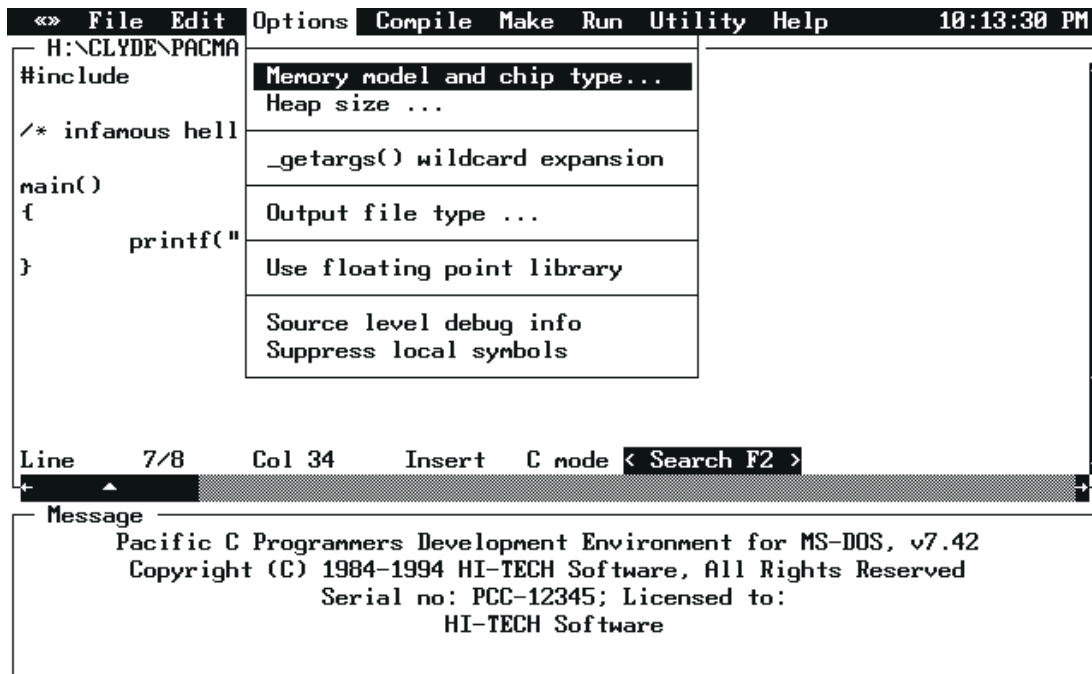 «» File Edit Options Compile Make Run Utility Help 10:13:30 PM
H:\CLYDE\PACMA
#include
Memory model and chip type...
Heap size ...
/* infamous hell
_getargs() wildcard expansion
main()
{
Output file type ...
printf("
}
Use floating point library
Source level debug info
Suppress local symbols
Line 7/8 Col 34 Insert C mode < Search F2 >
Message
Pacific C Programmers Development Environment for MS-DOS, v7.42
Copyright (C) 1984-1994 HI-TECH Software, All Rights Reserved
Serial no: PCC-12345; Licensed to:
HI-TECH Software